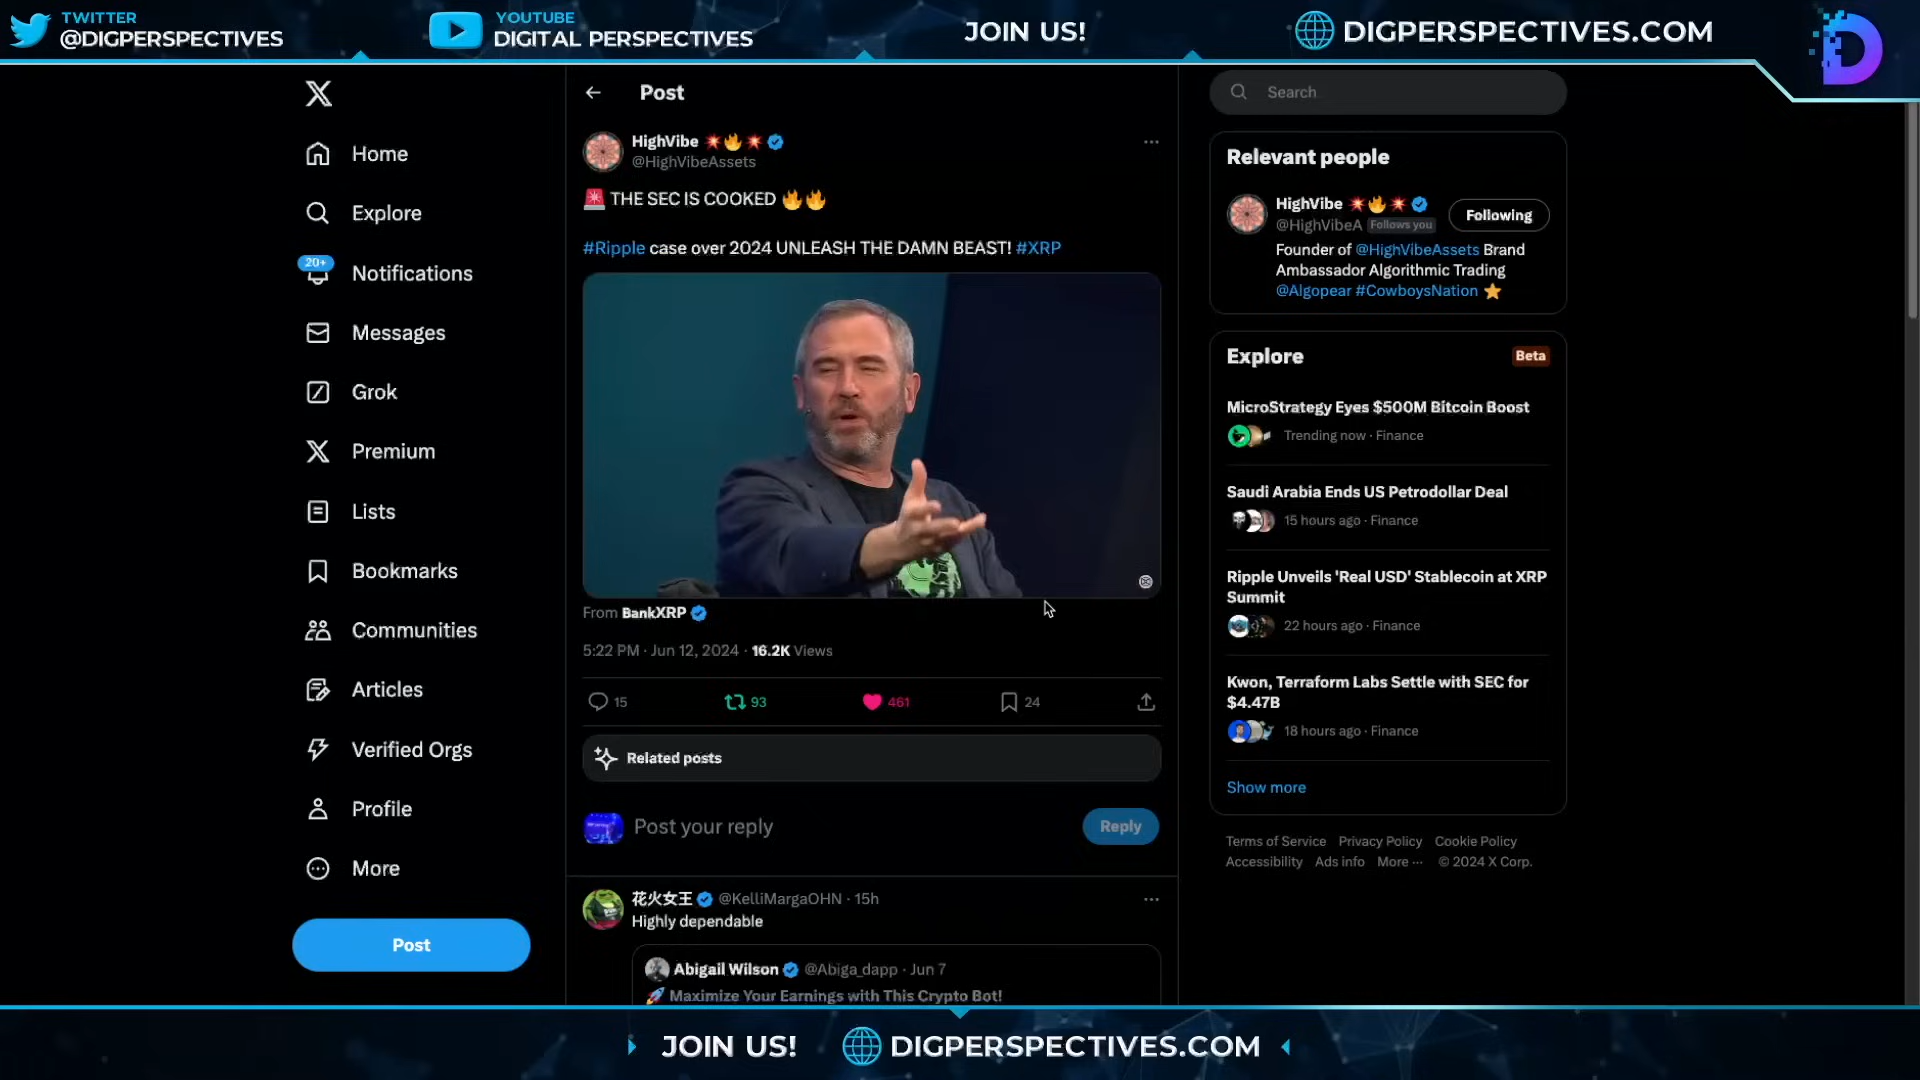 TWITTER
@DIGPERSPECTIVES
YOUTUBE
DIGITAL PERSPECTIVES
JOIN US!
DIGPERSPECTIVES.COM
Home
Explore
20+
Notifications
Messages
Grok
Premium
Lists
Bookmarks
Communities
Articles
Verified Orgs
Profile
More
Post
Post
HighVibe 💥🔥💥
@HighVibeAssets
🚨 THE SEC IS COOKED 🔥🔥
#Ripple case over 2024 UNLEASH THE DAMN BEAST! #XRP
From BankXRP
5:22 PM · Jun 12, 2024 · 16.2K Views
15 93 461 24
Related posts
Post your reply
Reply
花火女王 @KelliMargaOHN · 15h
Highly dependable
Abigail Wilson @Abiga_dapp · Jun 7
🚀 Maximize Your Earnings with This Crypto Bot!
Search
Relevant people
HighVibe 💥🔥💥
@HighVibeA Follows you
Following
Founder of @HighVibeAssets Brand
Ambassador Algorithmic Trading
@Algopear #CowboysNation ⭐
Explore
Beta
MicroStrategy Eyes $500M Bitcoin Boost
Trending now · Finance
Saudi Arabia Ends US Petrodollar Deal
15 hours ago · Finance
Ripple Unveils 'Real USD' Stablecoin at XRP
Summit
22 hours ago · Finance
Kwon, Terraform Labs Settle with SEC for
$4.47B
18 hours ago · Finance
Show more
Terms of Service Privacy Policy Cookie Policy
Accessibility Ads info More ··· © 2024 X Corp.
JOIN US!
DIGPERSPECTIVES.COM